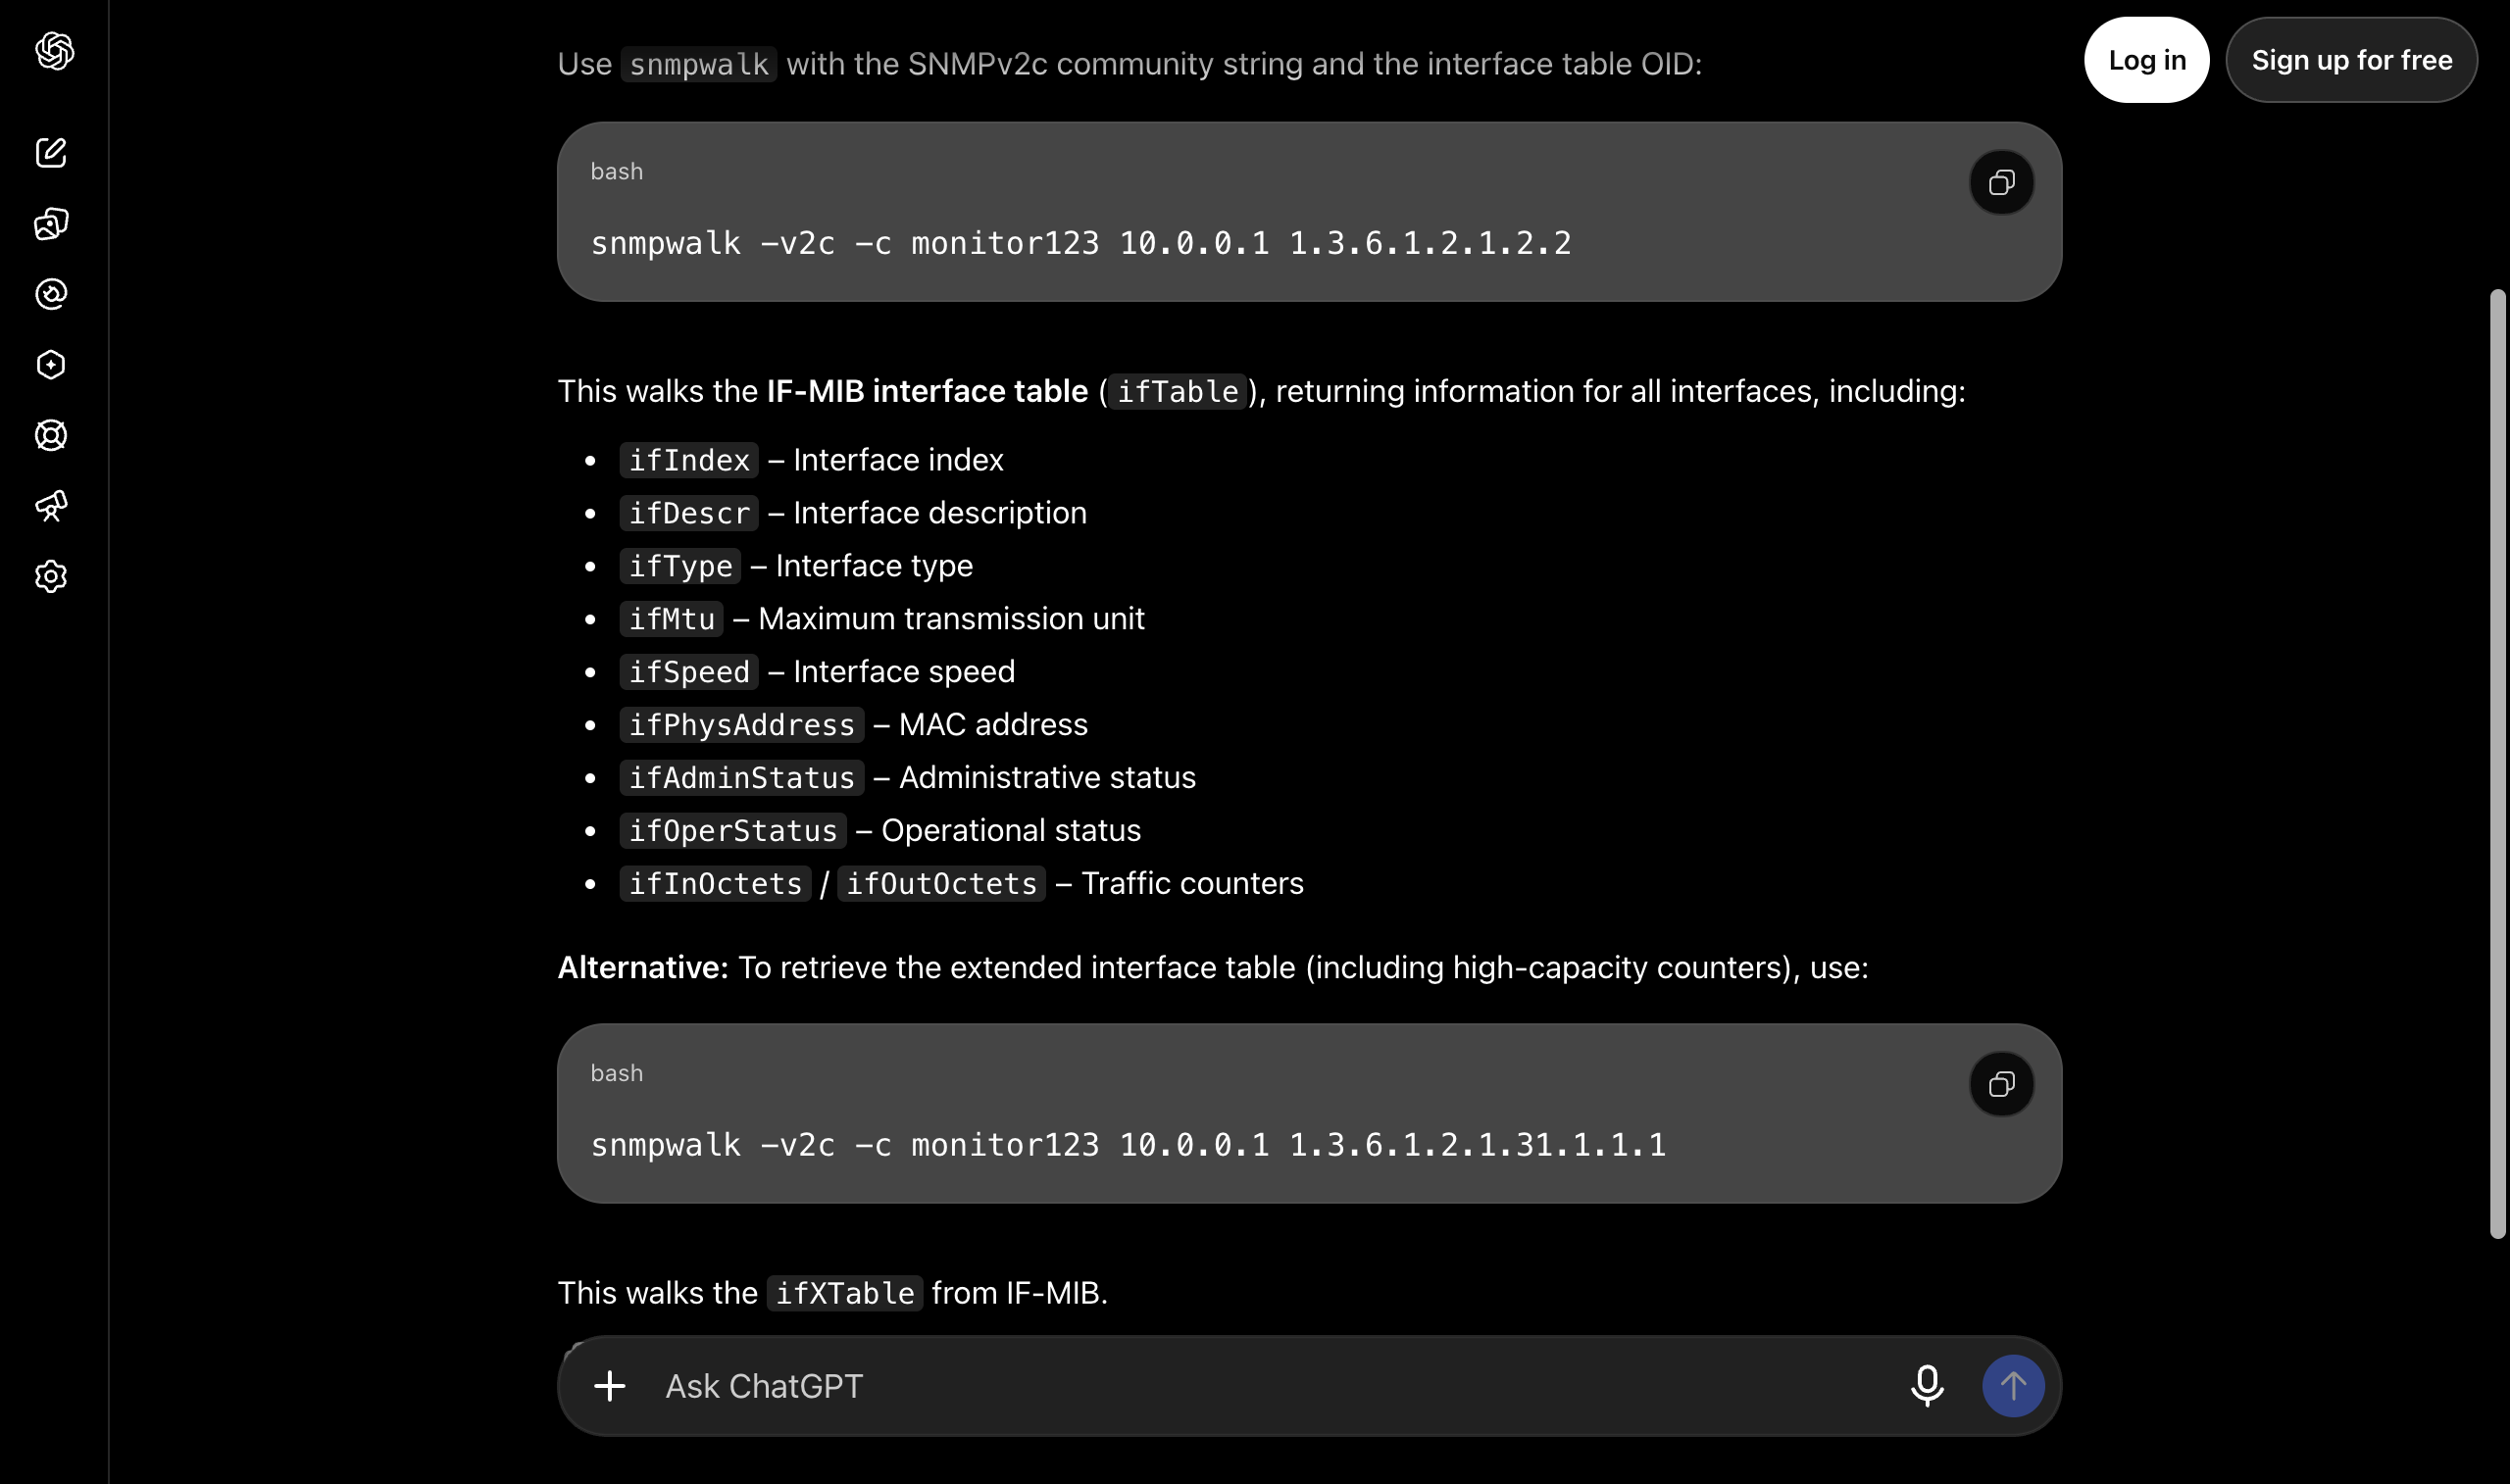 Log in
Sign up for free
Use snmpwalk with the SNMPv2c community string and the interface table OID:
bash
snmpwalk -v2c -c monitor123 10.0.0.1 1.3.6.1.2.1.2.2
This walks the IF-MIB interface table (ifTable), returning information for all interfaces, including:
• ifIndex – Interface index
• ifDescr – Interface description
• ifType – Interface type
• ifMtu – Maximum transmission unit
• ifSpeed – Interface speed
• ifPhysAddress – MAC address
• ifAdminStatus – Administrative status
• ifOperStatus – Operational status
• ifInOctets / ifOutOctets – Traffic counters
Alternative: To retrieve the extended interface table (including high-capacity counters), use:
bash
snmpwalk -v2c -c monitor123 10.0.0.1 1.3.6.1.2.1.31.1.1.1
This walks the ifXTable from IF-MIB.
Ask ChatGPT